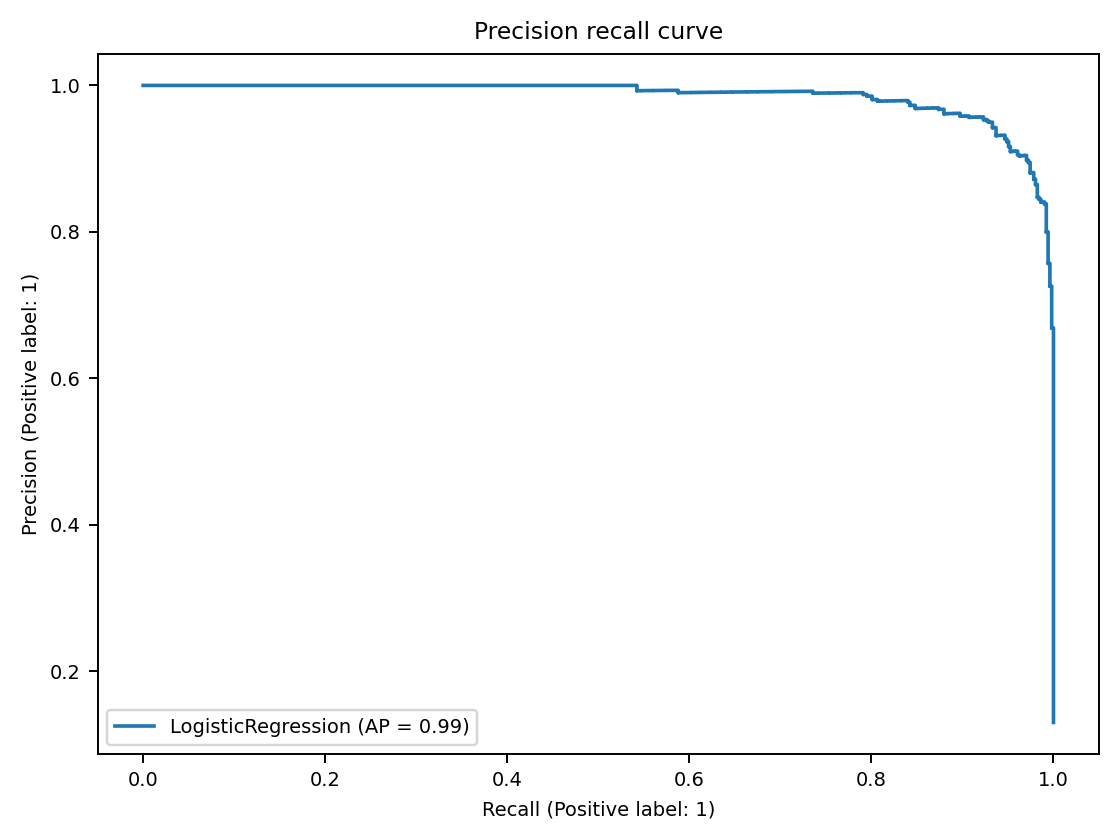 Precision recall curve
Precision (Positive label: 1)
1.0
0.8
0.6
0.4
0.2
LogisticRegression (AP = 0.99)
0.0 0.2 0.4 0.6 0.8 1.0
Recall (Positive label: 1)